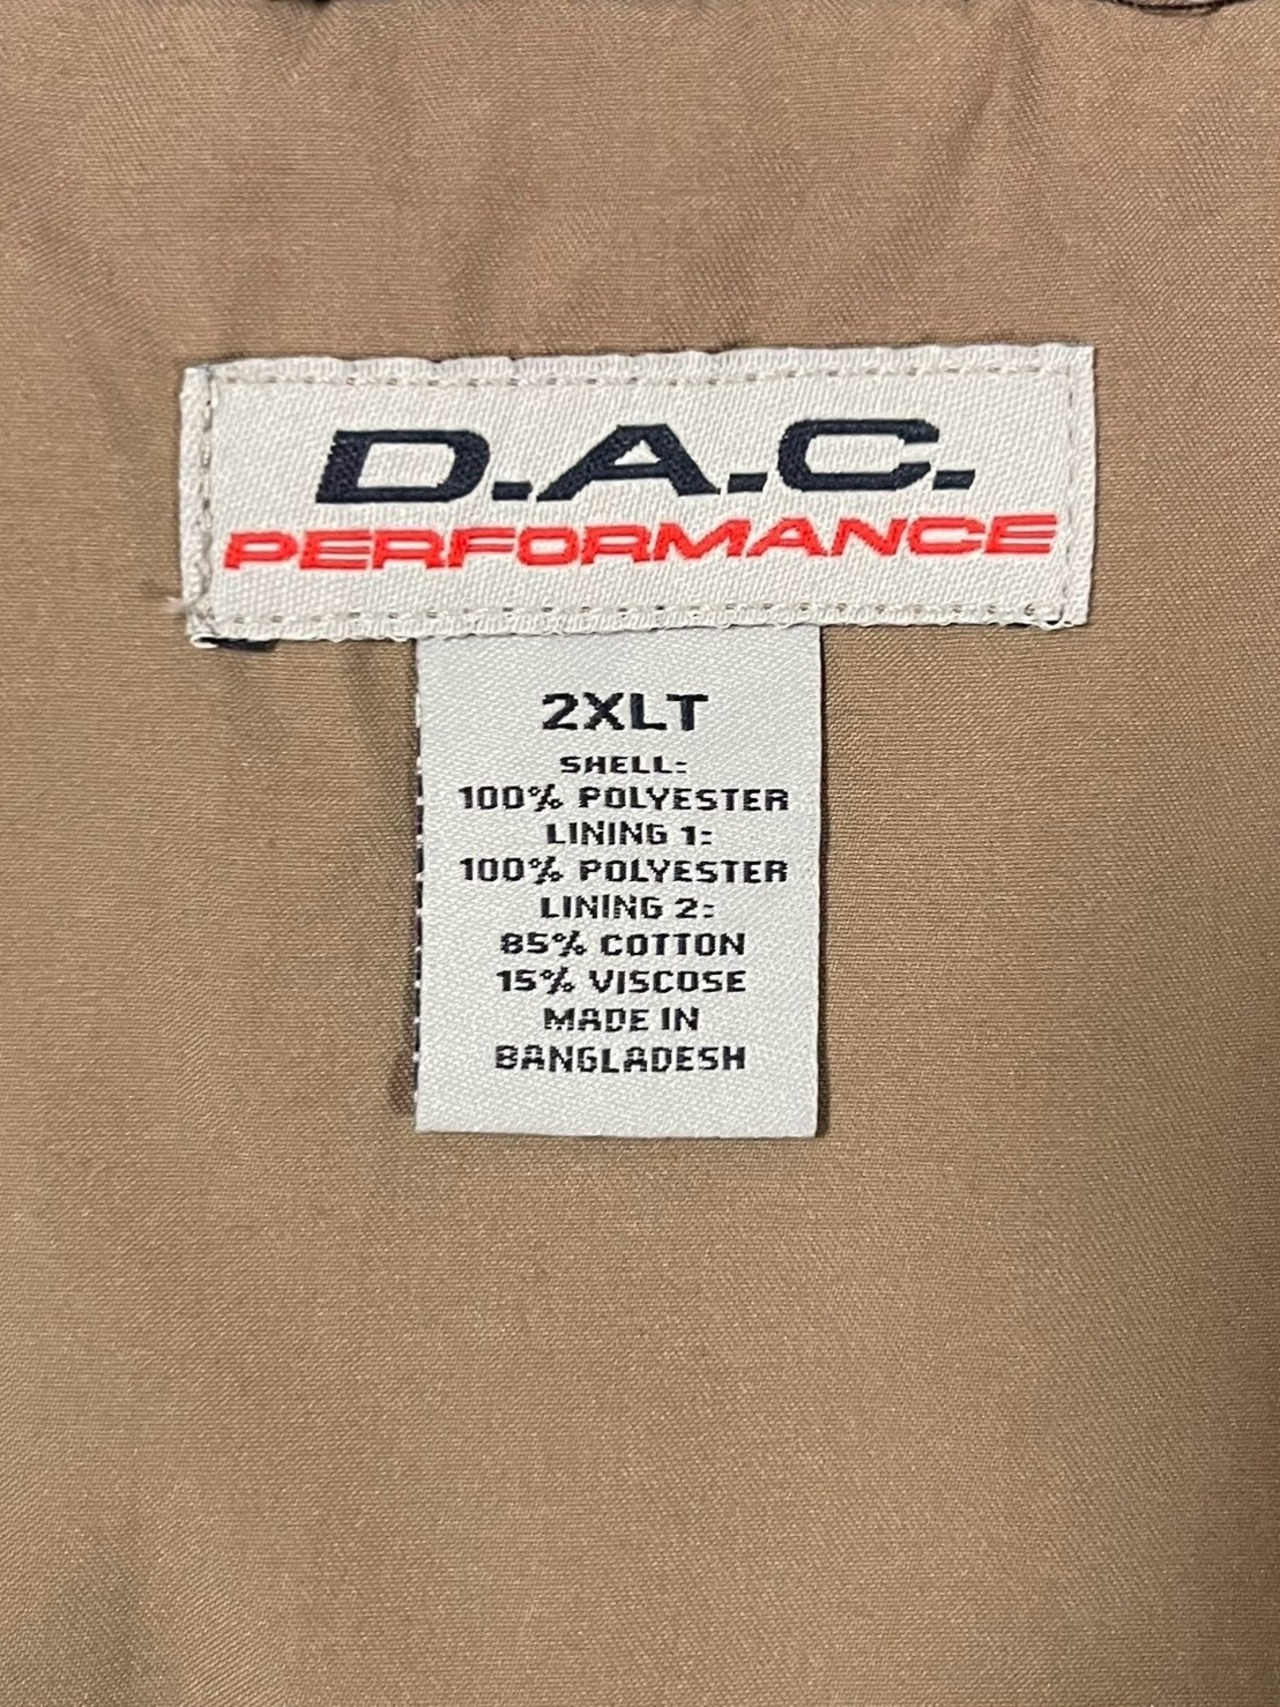 D.A.C.
PERFORMANCE
2XLT
SHELL:
100% POLYESTER
LINING 1:
100% POLYESTER
LINING 2:
85% COTTON
15% VISCOSE
MADE IN
BANGLADESH